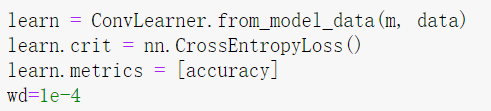 learn = ConvLearner.from_model_data(m, data)
learn.crit = nn.CrossEntropyLoss()
learn.metrics = [accuracy]
wd=1e-4